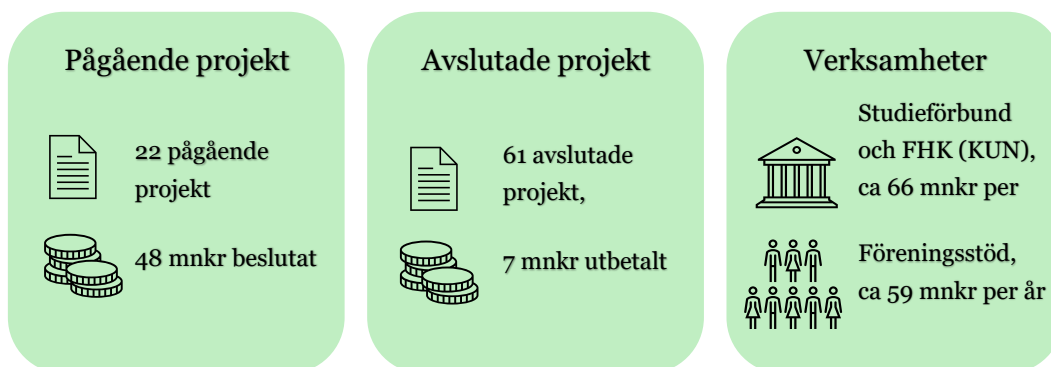 Pågående projekt
22 pågående
projekt
48 mnkr beslutat
Avslutade projekt
61 avslutade
projekt,
7 mnkr utbetalt
Verksamheter
Studieförbund
och FHK (KUN),
ca 66 mnkr per
Föreningsstöd,
ca 59 mnkr per år